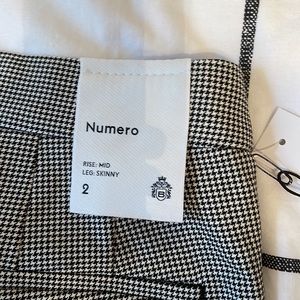 Numero
RISE: MID
LEG: SKINNY
2
B